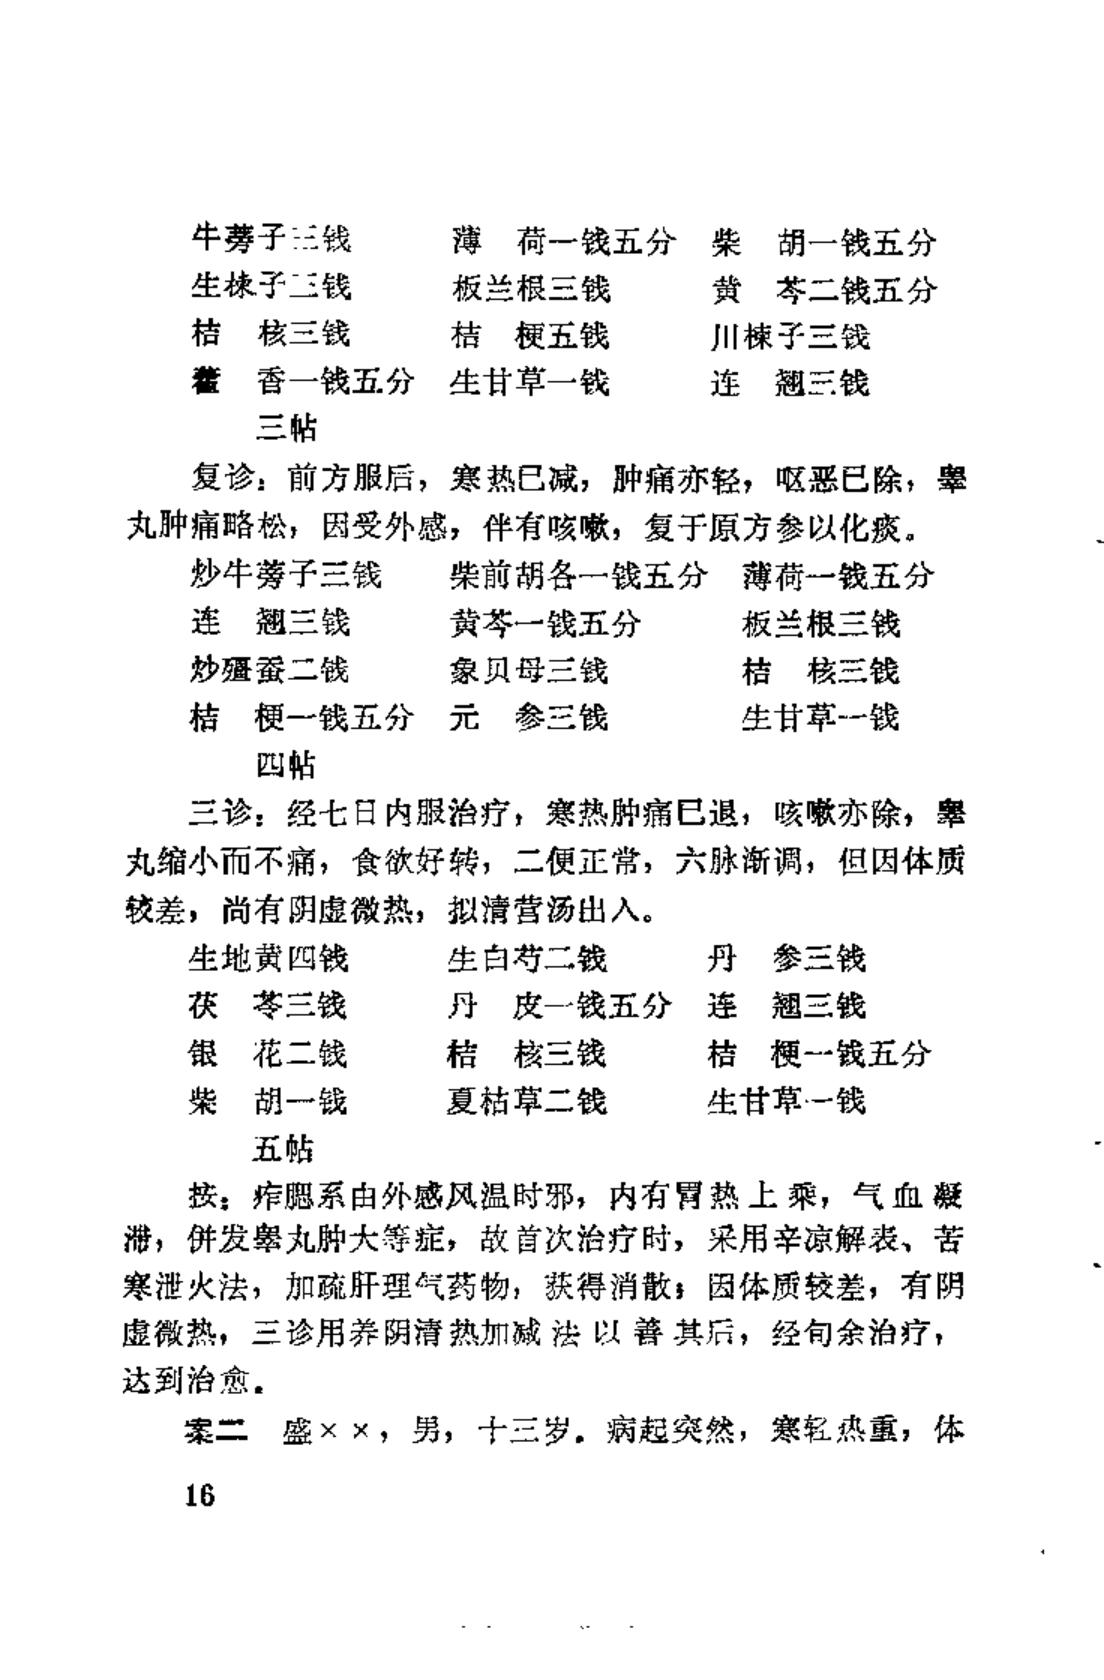 牛蒡子三钱 薄 荷一钱五分 柴 胡一钱五分
生栋子三钱 板兰根三钱 黄 芩二钱五分
桔 核三钱 桔 梗五钱 川楝子三钱
藿 香一钱五分 生甘草一钱 连 翘三钱
三帖
复诊：前方服后，寒热已减，肿痛亦轻，呕恶已除，睾
丸肿痛略松，因受外感，伴有咳嗽，复于原方参以化痰。
炒牛蒡子三钱 柴前胡各一钱五分 薄荷一钱五分
连 翘三钱 黄芩一钱五分 板兰根三钱
炒殭蚕二钱 象贝母三钱 桔 核三钱
桔 梗一钱五分 元 参三钱 生甘草一钱
四帖
三诊：经七日内服治疗，寒热肿痛已退，咳嗽亦除，睾
丸缩小而不痛，食欲好转，二便正常，六脉渐调，但因体质
较差，尚有阴虚微热，拟清营汤出入。
生地黄四钱 生白芍二钱 丹 参三钱
茯 苓三钱 丹 皮一钱五分 连 翘三钱
银 花二钱 桔 核三钱 桔 梗一钱五分
柴 胡一钱 夏枯草二钱 生甘草一钱
五帖
按：痄腮系由外感风温时邪，内有胃热上乘，气血凝
滞，併发睾丸肿大等症，故首次治疗时，采用辛凉解表、苦
寒泄火法，加疏肝理气药物，获得消散；因体质较差，有阴
虚微热，三诊用养阴清热加减法以善其后，经旬余治疗，
达到治愈。
案二 盛××，男，十三岁．病起突然，寒轻热重，体
16